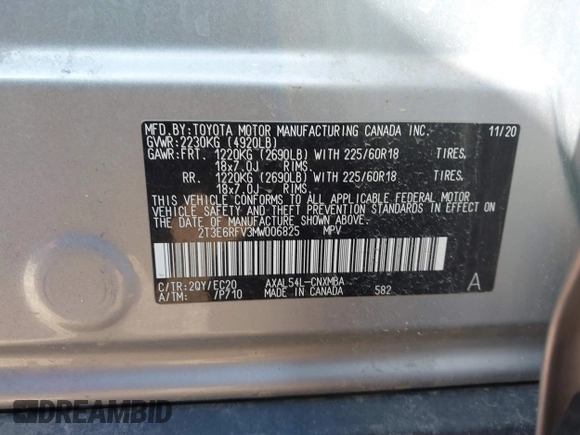 MFD.BY:TOYOTA MOTOR MANUFACTURING CANADA INC. 11/20
GVWR:2230KG (4920LB)
GAWR:FRT. 1220KG (2690LB) WITH 225/60R18 TIRES,
18x7.0J RIMS,
RR. 1220KG (2690LB) WITH 225/60R18 TIRES,
18x7.0J RIMS,
THIS VEHICLE CONFORMS TO ALL APPLICABLE FEDERAL MOTOR
VEHICLE SAFETY AND THEFT PREVENTION STANDARDS IN EFFECT
ON THE DATE OF MANUFACTURE SHOWN ABOVE.
2T3E6RFV3MW006825 MPV
C/TR:2QY/EC20 AXAL54L-CNXMBA A
A/TM: 7P710 MADE IN CANADA 582
DREAMBID